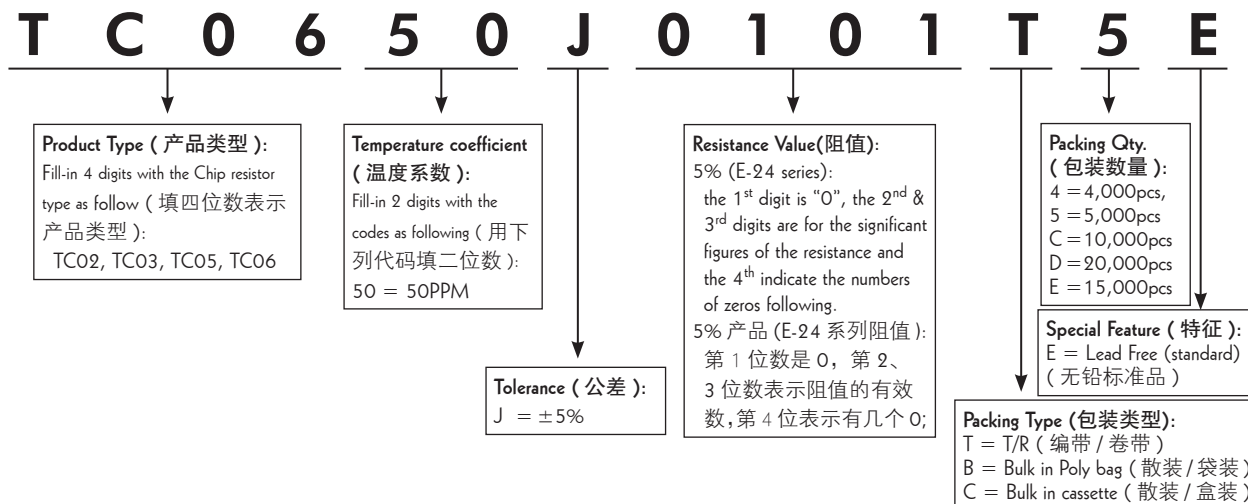 T C 0 6 5 0 J 0 1 0 1 T 5 E
Product Type ( 产品类型 ):
Fill-in 4 digits with the Chip resistor
type as follow ( 填四位数表示
产品类型 ):
TC02, TC03, TC05, TC06
Temperature coefficient
( 温度系数 ):
Fill-in 2 digits with the
codes as following ( 用下
列代码填二位数 ):
50 = 50PPM
Tolerance ( 公差 ):
J = ±5%
Resistance Value(阻值):
5% (E-24 series):
the 1st digit is “0”, the 2nd &
3rd digits are for the significant
figures of the resistance and
the 4th indicate the numbers
of zeros following.
5% 产品 (E-24 系列阻值 ):
第 1 位数是 0，第 2、
3 位数表示阻值的有效
数,第 4 位表示有几个 0;
Packing Qty.
( 包装数量 ):
4 = 4,000pcs,
5 = 5,000pcs
C = 10,000pcs
D = 20,000pcs
E = 15,000pcs
Special Feature ( 特征 ):
E = Lead Free (standard)
( 无铅标准品 )
Packing Type (包装类型):
T = T/R ( 编带 / 卷带 )
B = Bulk in Poly bag ( 散装 / 袋装 )
C = Bulk in cassette ( 散装 / 盒装 )